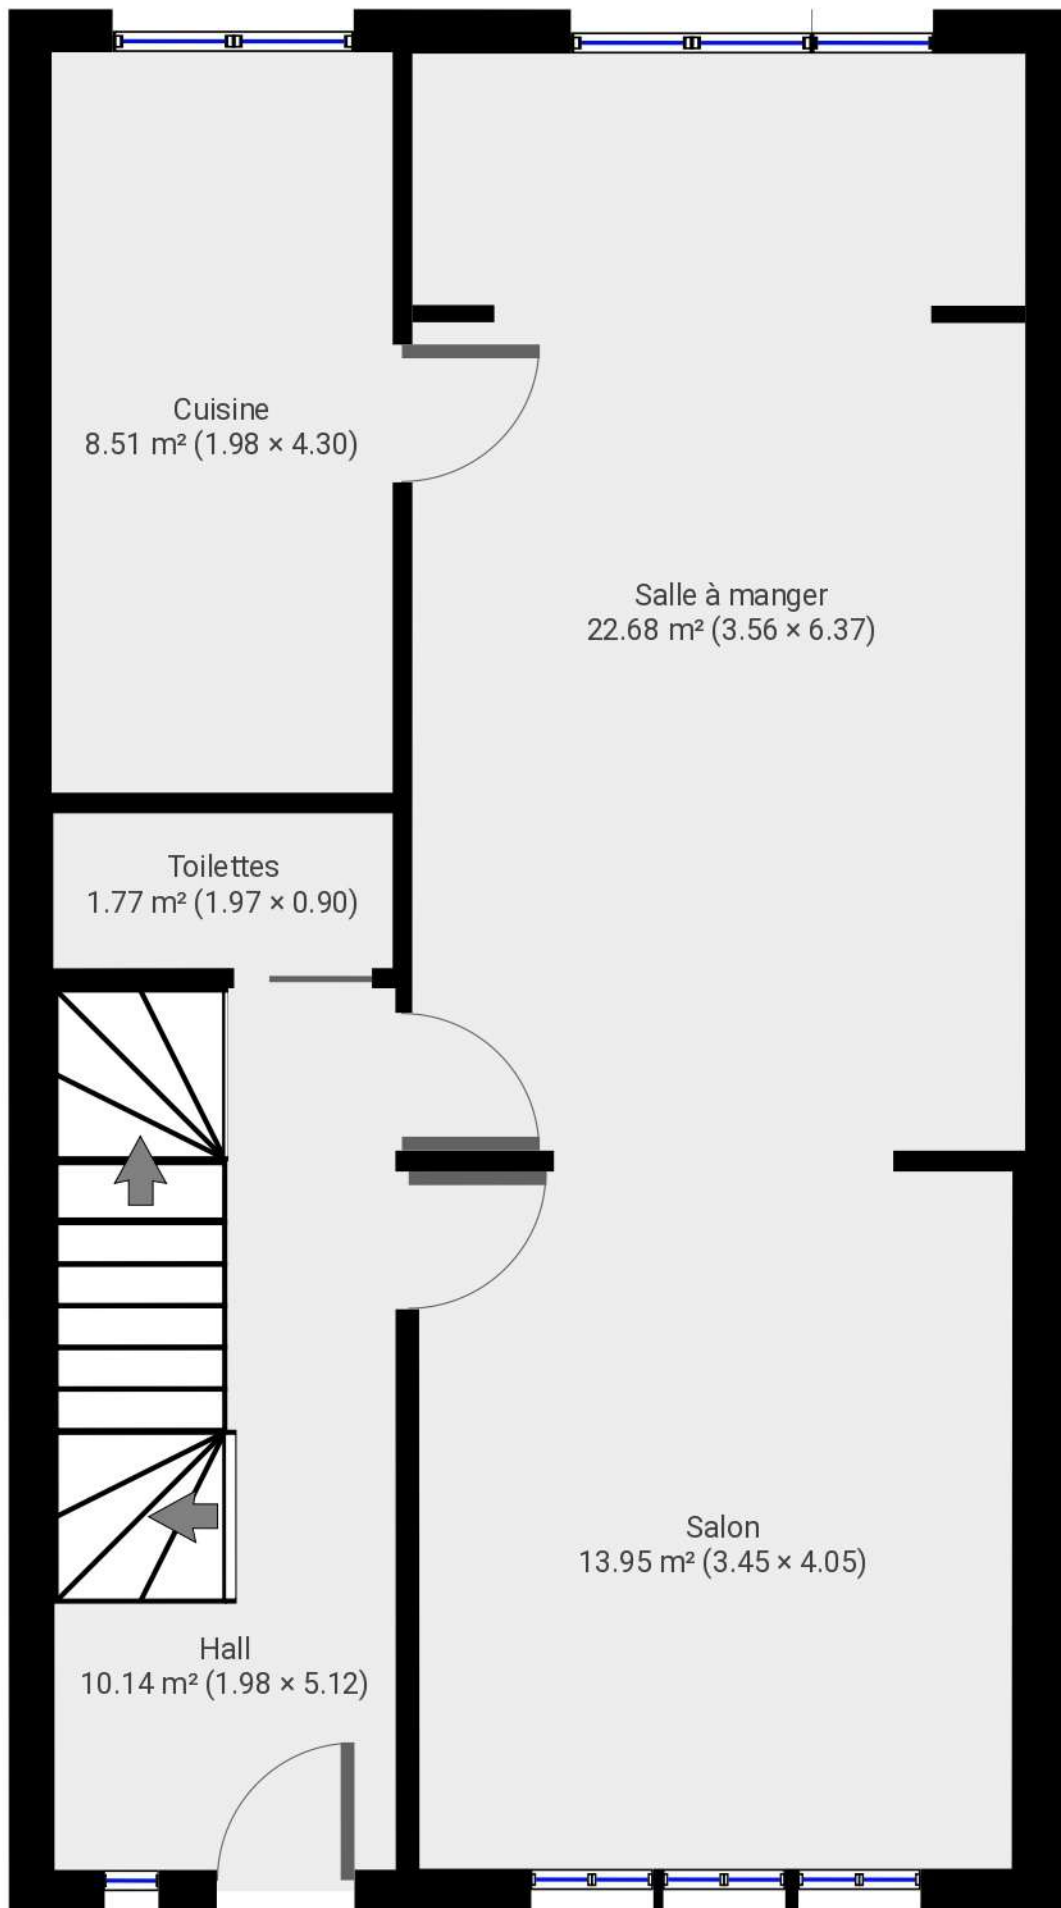 Cuisine
8.51 m² (1.98 × 4.30)
Salle à manger
22.68 m² (3.56 × 6.37)
Toilettes
1.77 m² (1.97 × 0.90)
Salon
13.95 m² (3.45 × 4.05)
Hall
10.14 m² (1.98 × 5.12)